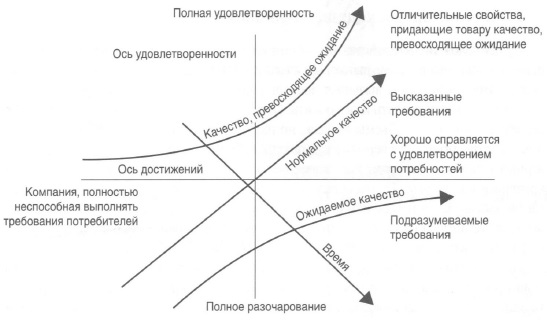 Полная удовлетворенность
Отличительные свойства,
придающие товару качество,
превосходящее ожидание
Ось удовлетворенности
Качество, превосходящее ожидание
Нормальное качество
Высказанные
требования
Хорошо справляется
с удовлетворением
потребностей
Ось достижений
Компания, полностью
неспособная выполнять
требования потребителей
Ожидаемое качество
Подразумеваемые
требования
Время
Полное разочарование